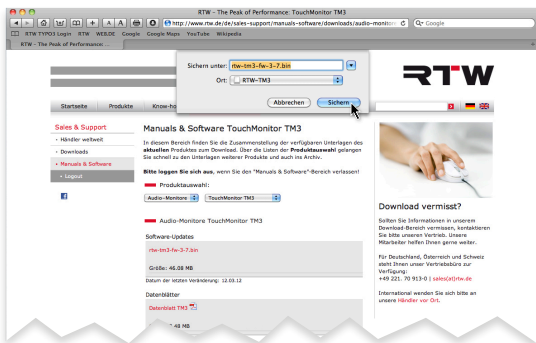 RTW – The Peak of Performance: TouchMonitor TM3
http://www.rtw.de/de/sales-support/manuals-software/downloads/audio-monitore
Google
RTW TYPO3 Login RTW WEB.DE Google Google Maps YouTube Wikipedia
RTW – The Peak of Performance: ...
Sichern unter: rtw-tm3-fw-3-7.bin
Ort: RTW-TM3
Abbrechen Sichern
RTW
Startseite Produkte Know-ho
Sales & Support
Händler weltweit
Downloads
Manuals & Software
Logout
Manuals & Software TouchMonitor TM3
In diesem Bereich finden Sie die Zusammenstellung der verfügbaren Unterlagen des
aktuellen Produktes zum Download. Über die Listen der Produktauswahl gelangen
Sie schnell zu den Unterlagen weiterer Produkte und auch ins Archiv.
Bitte loggen Sie sich aus, wenn Sie den "Manuals & Software"-Bereich verlassen!
Produktauswahl:
Audio-Monitore TouchMonitor TM3
Audio-Monitore TouchMonitor TM3
Software-Updates
rtw-tm3-fw-3-7.bin
Größe: 46.08 MB
Datum der letzten Veränderung: 12.03.12
Datenblätter
Datenblatt TM3
48 MB
Download vermisst?
Sollten Sie Informationen in unserem
Download-Bereich vermissen, kontaktieren
Sie bitte unseren Vertrieb. Unsere
Mitarbeiter helfen Ihnen gerne weiter.
Für Deutschland, Österreich und Schweiz
steht Ihnen unser Vertriebsbüro zur
Verfügung:
+49 221. 70 913-0 | sales(at)rtw.de
International wenden Sie sich bitte an
unsere Händler vor Ort.